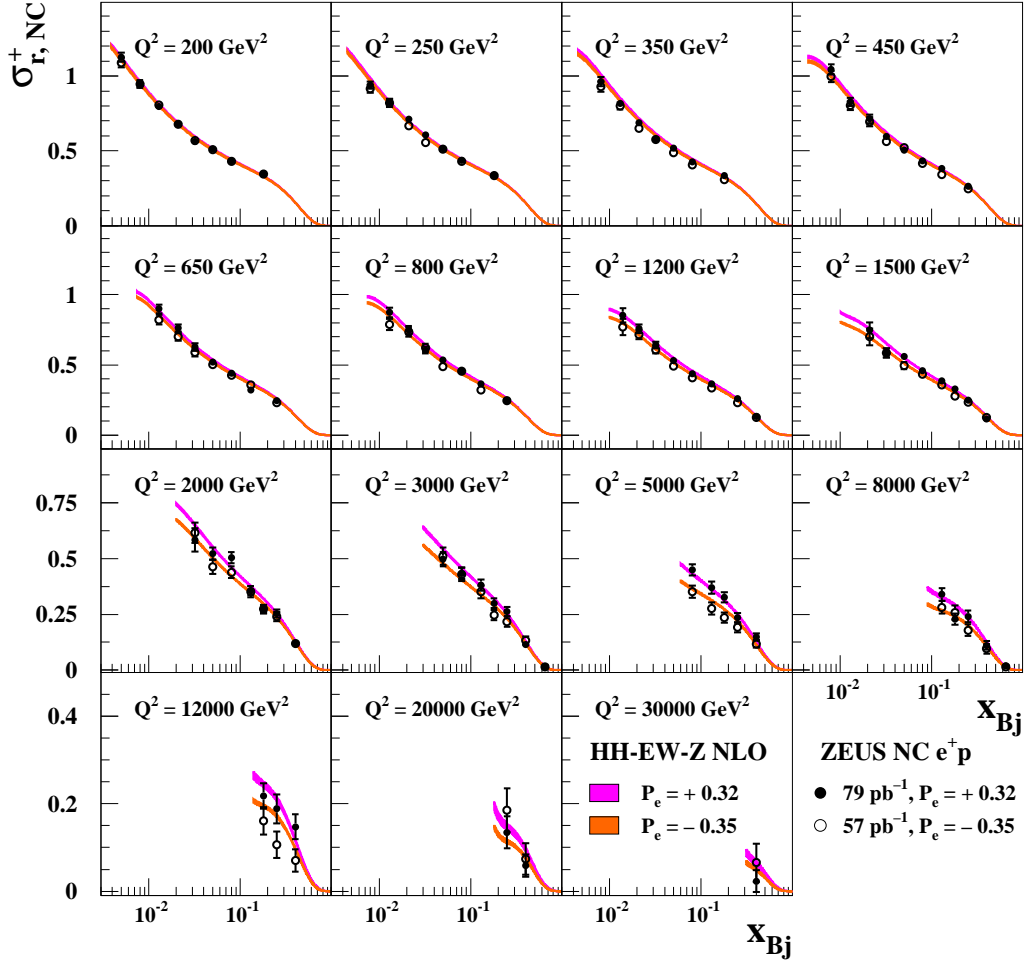 σ⁺r, NC
Q² = 200 GeV²
Q² = 250 GeV²
Q² = 350 GeV²
Q² = 450 GeV²
1
0.5
0
Q² = 650 GeV²
Q² = 800 GeV²
Q² = 1200 GeV²
Q² = 1500 GeV²
1
0.5
0
Q² = 2000 GeV²
Q² = 3000 GeV²
Q² = 5000 GeV²
Q² = 8000 GeV²
0.75
0.5
0.25
0
10⁻² 10⁻¹
xBj
Q² = 12000 GeV²
Q² = 20000 GeV²
Q² = 30000 GeV²
0.4
0.2
0
HH-EW-Z NLO
Pe = + 0.32
Pe = − 0.35
ZEUS NC e⁺p
79 pb⁻¹, Pe = + 0.32
57 pb⁻¹, Pe = − 0.35
10⁻² 10⁻¹ 10⁻² 10⁻¹ 10⁻² 10⁻¹
xBj